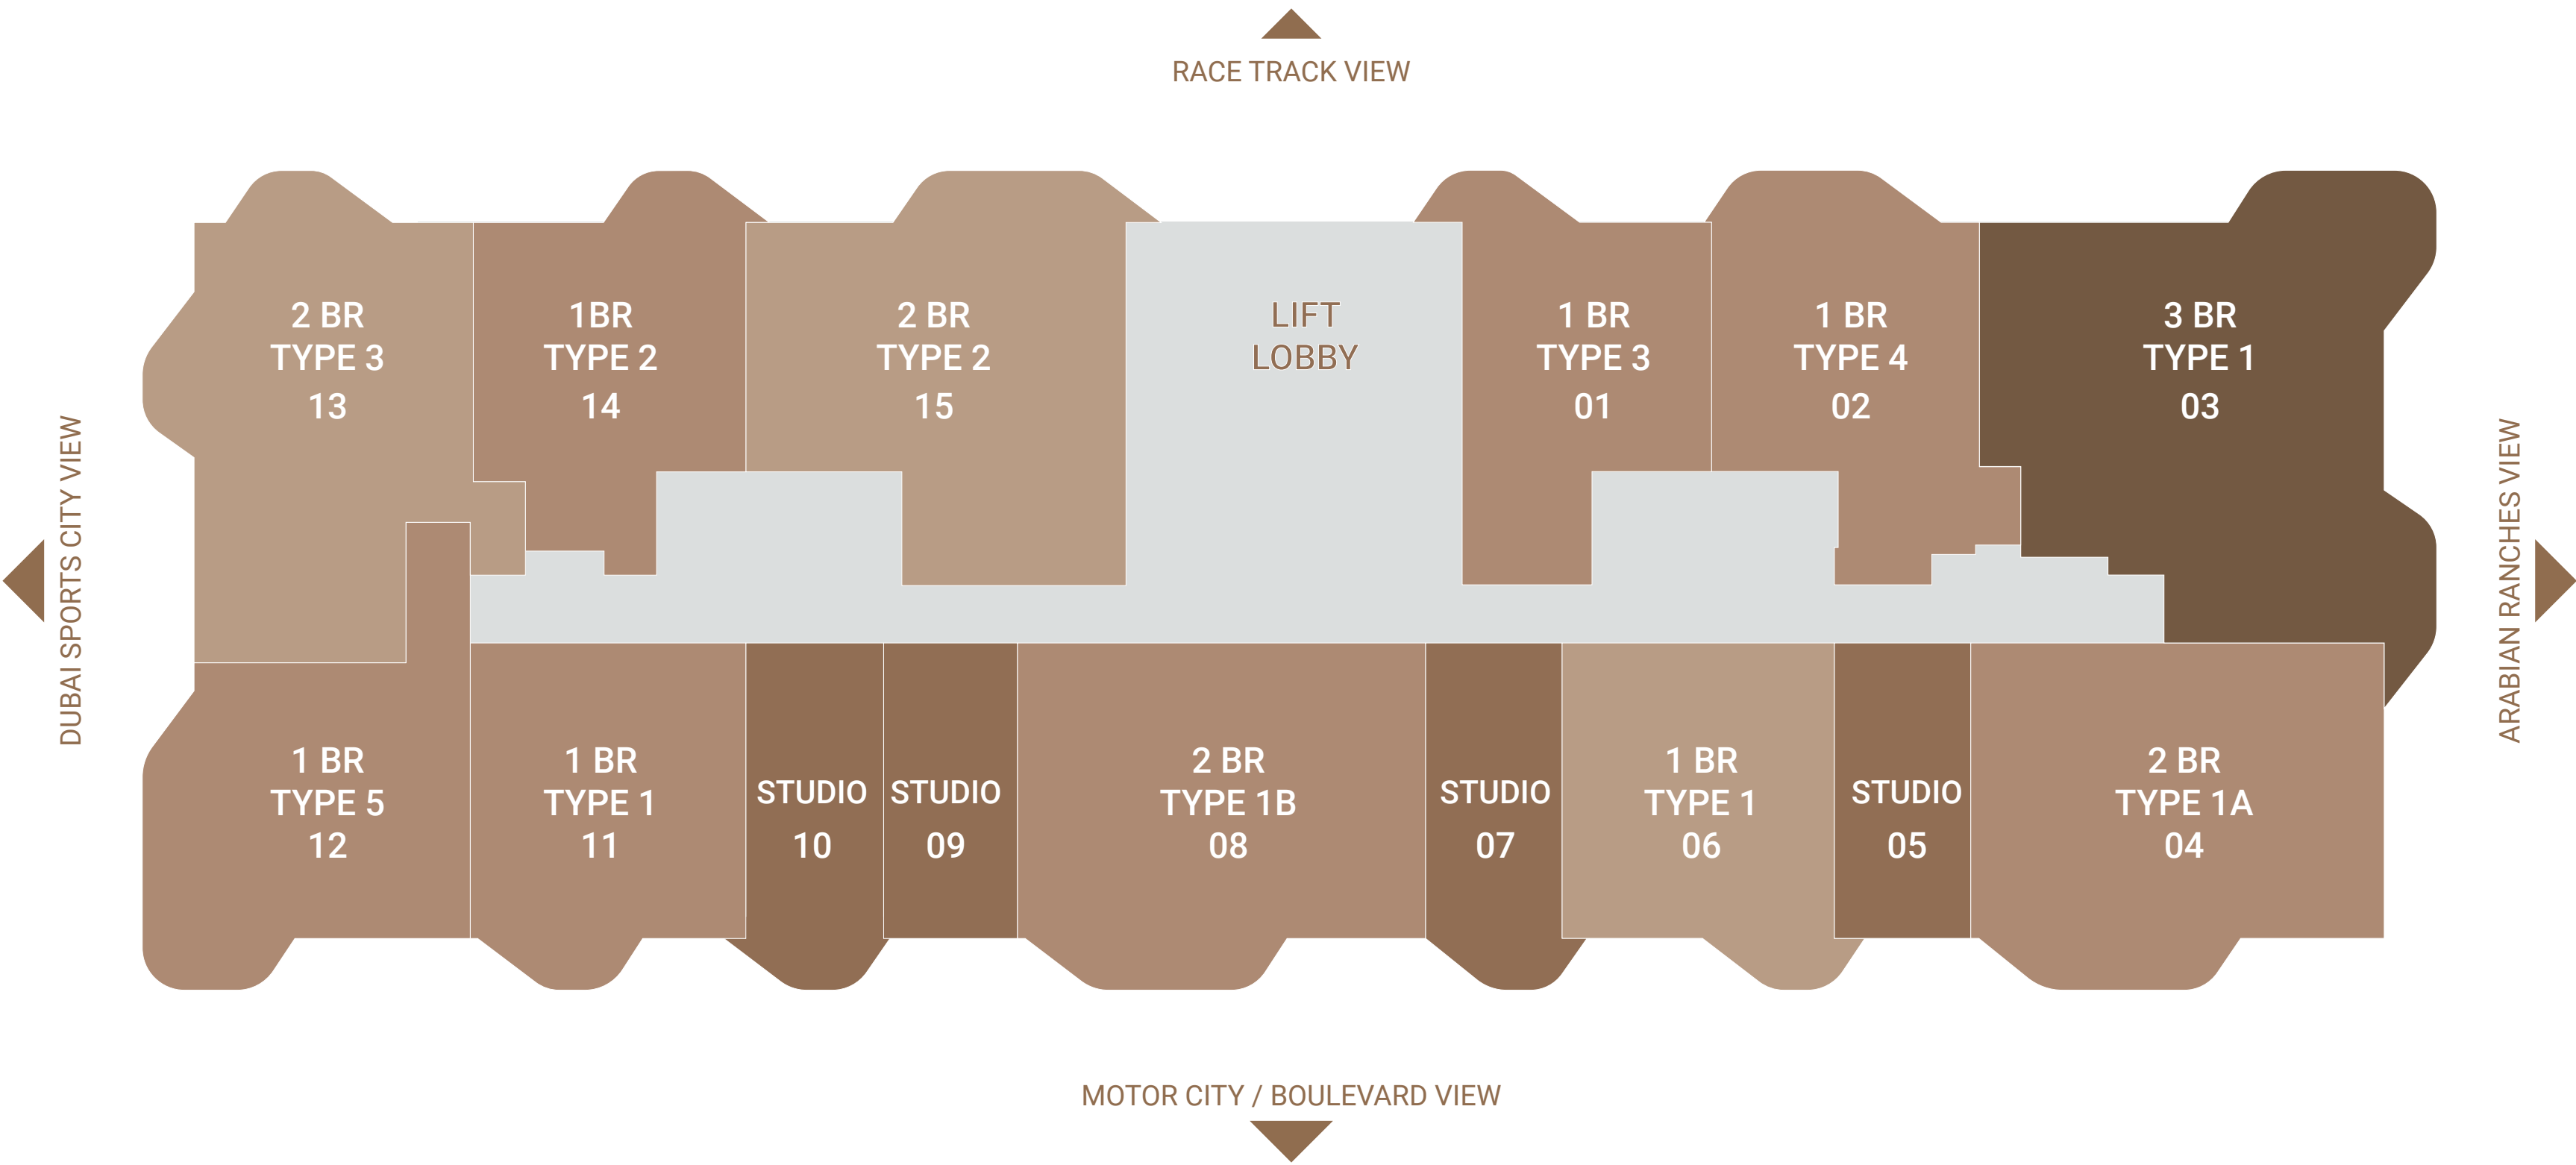 RACE TRACK VIEW
DUBAI SPORTS CITY VIEW
2 BR
TYPE 3
13
1BR
TYPE 2
14
2 BR
TYPE 2
15
LIFT
LOBBY
1 BR
TYPE 3
01
1 BR
TYPE 4
02
3 BR
TYPE 1
03
ARABIAN RANCHES VIEW
1 BR
TYPE 5
12
1 BR
TYPE 1
11
STUDIO
10
STUDIO
09
2 BR
TYPE 1B
08
STUDIO
07
1 BR
TYPE 1
06
STUDIO
05
2 BR
TYPE 1A
04
MOTOR CITY / BOULEVARD VIEW